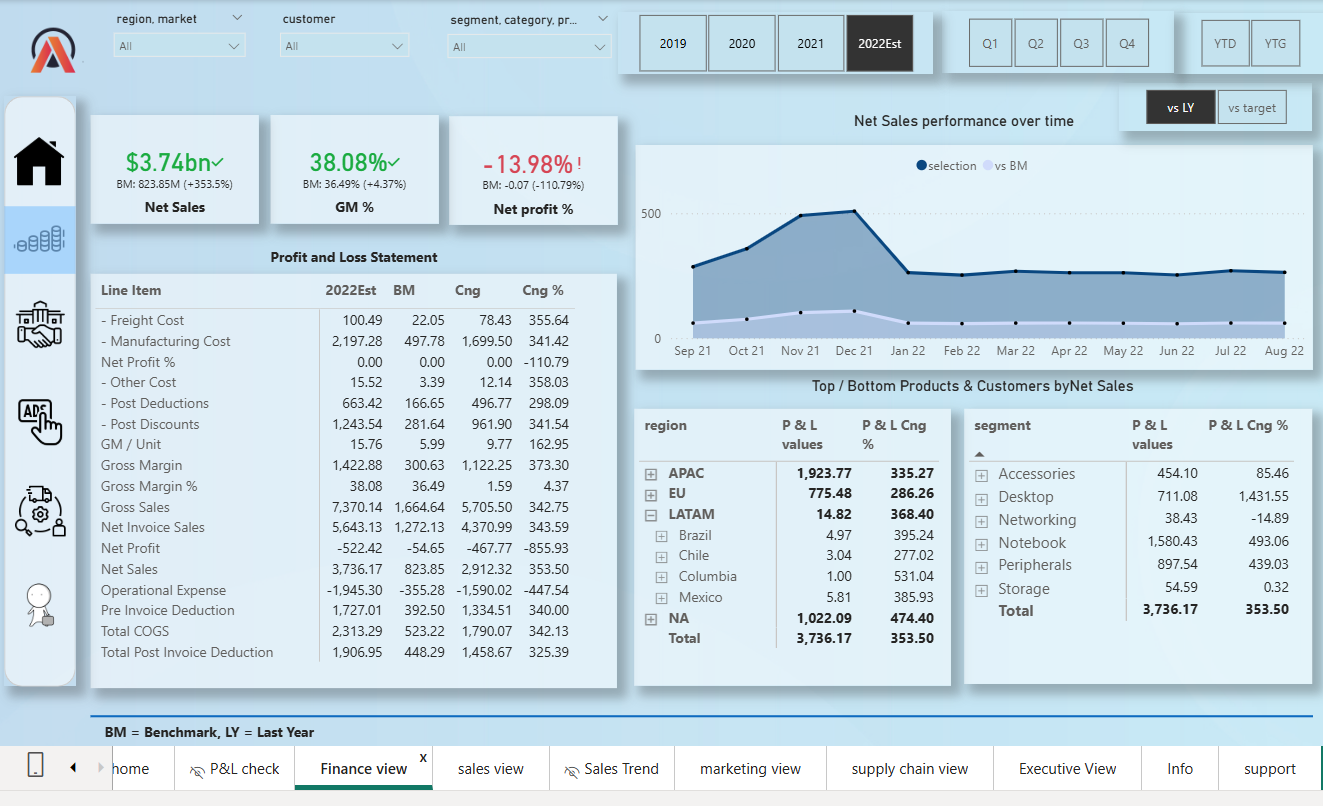 region, market
customer
segment, category, pr...
All
All
All
2019 2020 2021 2022Est
Q1 Q2 Q3 Q4
YTD YTG
vs LY vs target
$3.74bn
BM: 823.85M (+353.5%)
Net Sales
38.08%
BM: 36.49% (+4.37%)
GM %
-13.98% !
BM: -0.07 (-110.79%)
Net profit %
Net Sales performance over time
selection vs BM
500
0
Sep 21 Oct 21 Nov 21 Dec 21 Jan 22 Feb 22 Mar 22 Apr 22 May 22 Jun 22 Jul 22 Aug 22
Profit and Loss Statement
Line Item 2022Est BM Cng Cng %
- Freight Cost 100.49 22.05 78.43 355.64
- Manufacturing Cost 2,197.28 497.78 1,699.50 341.42
Net Profit % 0.00 0.00 0.00 -110.79
- Other Cost 15.52 3.39 12.14 358.03
- Post Deductions 663.42 166.65 496.77 298.09
- Post Discounts 1,243.54 281.64 961.90 341.54
GM / Unit 15.76 5.99 9.77 162.95
Gross Margin 1,422.88 300.63 1,122.25 373.30
Gross Margin % 38.08 36.49 1.59 4.37
Gross Sales 7,370.14 1,664.64 5,705.50 342.75
Net Invoice Sales 5,643.13 1,272.13 4,370.99 343.59
Net Profit -522.42 -54.65 -467.77 -855.93
Net Sales 3,736.17 823.85 2,912.32 353.50
Operational Expense -1,945.30 -355.28 -1,590.02 -447.54
Pre Invoice Deduction 1,727.01 392.50 1,334.51 340.00
Total COGS 2,313.29 523.22 1,790.07 342.13
Total Post Invoice Deduction 1,906.95 448.29 1,458.67 325.39
Top / Bottom Products & Customers byNet Sales
region P & L values P & L Cng %
APAC 1,923.77 335.27
EU 775.48 286.26
LATAM 14.82 368.40
Brazil 4.97 395.24
Chile 3.04 277.02
Columbia 1.00 531.04
Mexico 5.81 385.93
NA 1,022.09 474.40
Total 3,736.17 353.50
segment P & L values P & L Cng %
Accessories 454.10 85.46
Desktop 711.08 1,431.55
Networking 38.43 -14.89
Notebook 1,580.43 493.06
Peripherals 897.54 439.03
Storage 54.59 0.32
Total 3,736.17 353.50
ADS
BM = Benchmark, LY = Last Year
home P&L check Finance view x sales view Sales Trend marketing view supply chain view Executive View Info support